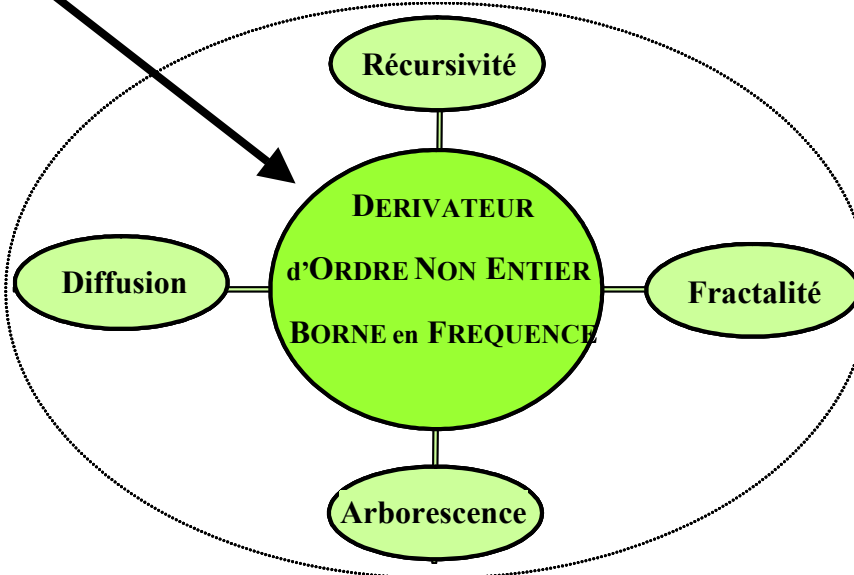 Récursivité
DERIVATEUR
d'ORDRE NON ENTIER
BORNE en FREQUENCE
Diffusion
Fractalité
Arborescence